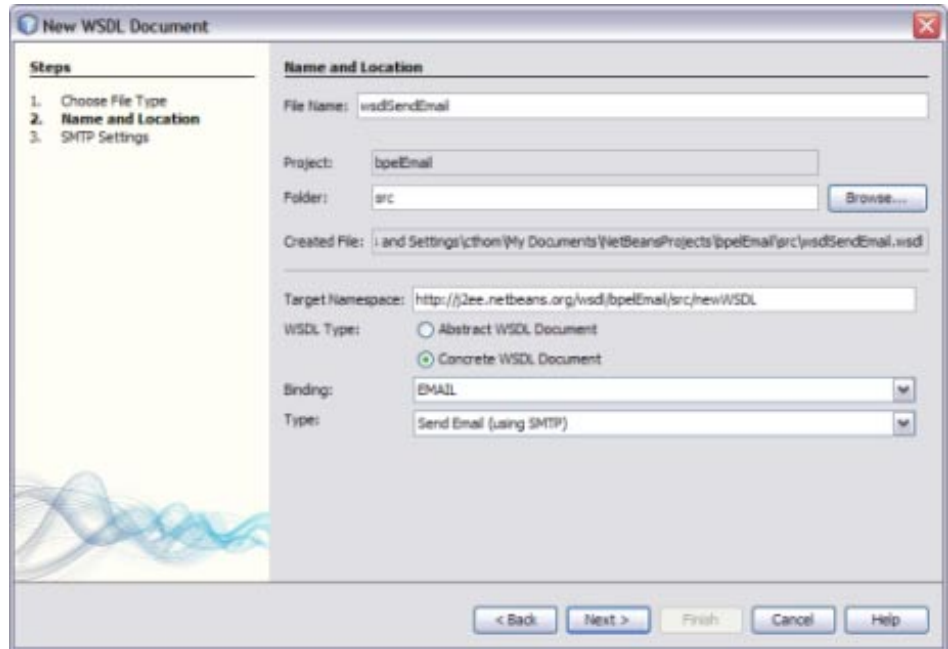 New WSDL Document
Steps
1. Choose File Type
2. Name and Location
3. SMTP Settings
Name and Location
File Name: wsdlSendEmail
Project: bpelEmail
Folder: src Browse...
Created File: and Settings\cthom\My Documents\NetBeansProjects\bpelEmail\src\wsdlSendEmail.wsdl
Target Namespace: http://j2ee.netbeans.org/wsdl/bpelEmail/src/newWSDL
WSDL Type: Abstract WSDL Document
Concrete WSDL Document
Binding: EMAIL
Type: Send Email (using SMTP)
< Back Next > Finish Cancel Help